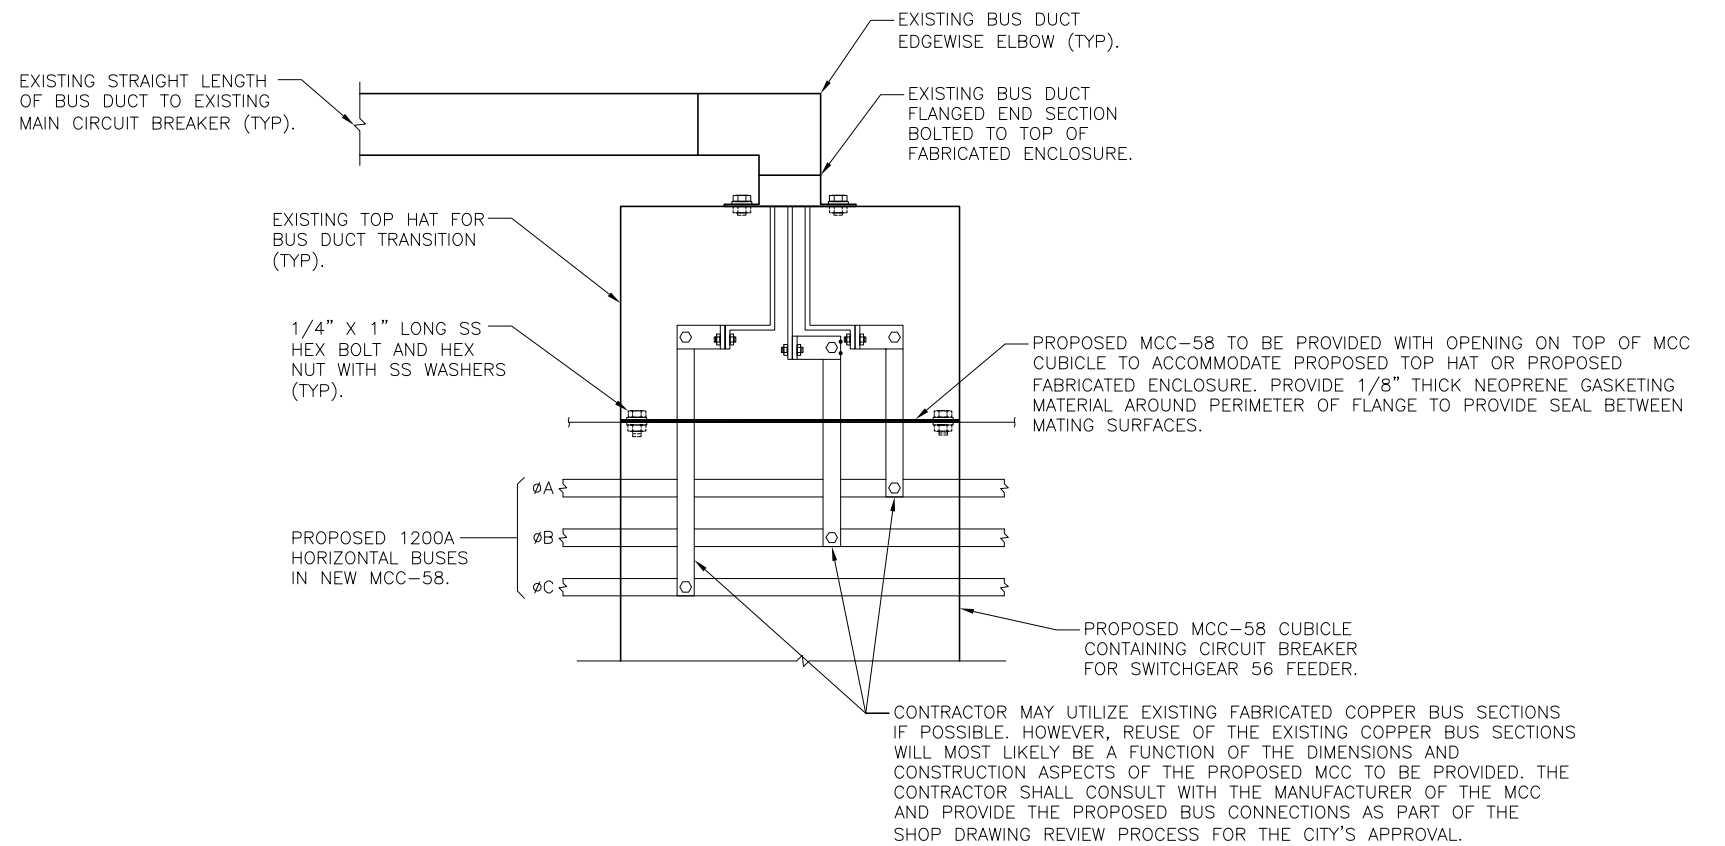 EXISTING BUS DUCT
EDGEWISE ELBOW (TYP).
EXISTING STRAIGHT LENGTH
OF BUS DUCT TO EXISTING
MAIN CIRCUIT BREAKER (TYP).
EXISTING BUS DUCT
FLANGED END SECTION
BOLTED TO TOP OF
FABRICATED ENCLOSURE.
EXISTING TOP HAT FOR
BUS DUCT TRANSITION
(TYP).
1/4" X 1" LONG SS
HEX BOLT AND HEX
NUT WITH SS WASHERS
(TYP).
PROPOSED MCC-58 TO BE PROVIDED WITH OPENING ON TOP OF MCC
CUBICLE TO ACCOMMODATE PROPOSED TOP HAT OR PROPOSED
FABRICATED ENCLOSURE. PROVIDE 1/8" THICK NEOPRENE GASKETING
MATERIAL AROUND PERIMETER OF FLANGE TO PROVIDE SEAL BETWEEN
MATING SURFACES.
øA
øB
øC
PROPOSED 1200A
HORIZONTAL BUSES
IN NEW MCC-58.
PROPOSED MCC-58 CUBICLE
CONTAINING CIRCUIT BREAKER
FOR SWITCHGEAR 56 FEEDER.
CONTRACTOR MAY UTILIZE EXISTING FABRICATED COPPER BUS SECTIONS
IF POSSIBLE. HOWEVER, REUSE OF THE EXISTING COPPER BUS SECTIONS
WILL MOST LIKELY BE A FUNCTION OF THE DIMENSIONS AND
CONSTRUCTION ASPECTS OF THE PROPOSED MCC TO BE PROVIDED. THE
CONTRACTOR SHALL CONSULT WITH THE MANUFACTURER OF THE MCC
AND PROVIDE THE PROPOSED BUS CONNECTIONS AS PART OF THE
SHOP DRAWING REVIEW PROCESS FOR THE CITY'S APPROVAL.